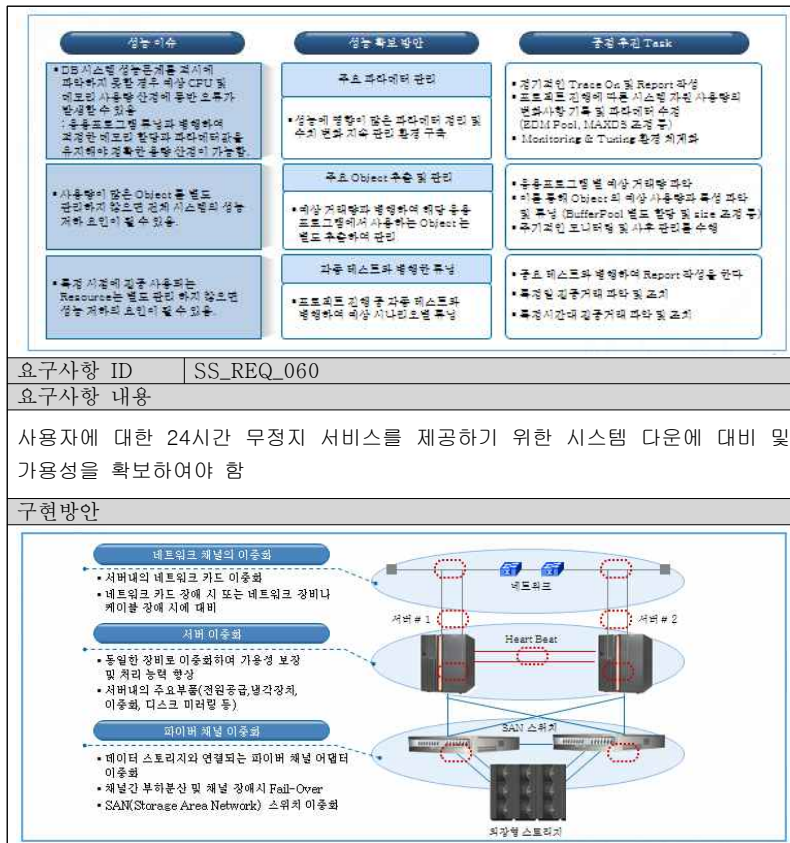 성능 이슈
성능 확보 방안
중점 추진 Task
▪ DB 시스템 성능문제를 적시에
파악하지 못할 경우 예상 CPU 및
메모리 사용량 산정에 동반 오류가
발생할 수 있음
: 응용프로그램 튜닝과 병행하여
적정한 메모리 할당과 파라메터값을
유지해야 정확한 용량 산정이 가능함.
주요 파라메터 관리
▪ 성능에 영향이 많은 파라메터 정리 및
수치 변화 지속 관리 환경 구축
▪ 정기적인 Trace On 및 Report 작성
▪ 프로젝트 진행에 따른 시스템 자원 사용량의
변화사항 기록 및 파라메터 수정
(EDM Pool, MAXDS 조정 등)
▪ Monitoring & Tuning 환경 체계화
▪ 사용량이 많은 Object 를 별도
관리하지 않으면 전체 시스템의 성능
저하 요인이 될 수 있음.
주요 Object 추출 및 관리
▪ 예상 거래량과 병행하여 해당 응용
프로그램에서 사용하는 Object 는
별도 추출하여 관리
▪ 응용프로그램 별 예상 거래량 파악
▪ 이를 통해 Object 의 예상 사용량과 특성 파악
및 튜닝 (BufferPool 별도 할당 및 size 조정 등)
▪ 주기적인 모니터링 및 사후 관리를 수행
▪ 특정 시점에 집중 사용되는
Resource는 별도 관리 하지 않으면
성능 저하의 요인이 될 수 있음.
각종 테스트와 병행한 튜닝
▪ 프로젝트 진행 중 각종 테스트와
병행하여 예상 시나리오별 튜닝
▪ 중요 테스트와 병행하여 Report 작성을 한다
▪ 특정일 집중거래 파악 및 조치
▪ 특정시간대 집중거래 파악 및 조치
요구사항 ID SS_REQ_060
요구사항 내용
사용자에 대한 24시간 무정지 서비스를 제공하기 위한 시스템 다운에 대비 및
가용성을 확보하여야 함
구현방안
네트워크 채널의 이중화
▪ 서버내의 네트워크 카드 이중화
▪ 네트워크 카드 장애 시 또는 네트워크 장비나
케이블 장애 시에 대비
서버 이중화
▪ 동일한 장비로 이중화하여 가용성 보장
및 처리 능력 향상
▪ 서버내의 주요부품(전원공급,냉각장치,
이중화, 디스크 미러링 등)
파이버 채널 이중화
▪ 데이터 스토리지와 연결되는 파이버 채널 어댑터
이중화
▪ 채널간 부하분산 및 채널 장애시 Fail-Over
▪ SAN(Storage Area Network) 스위치 이중화
네트워크
서버 # 1
서버 # 2
Heart Beat
SAN 스위치
외장형 스토리지